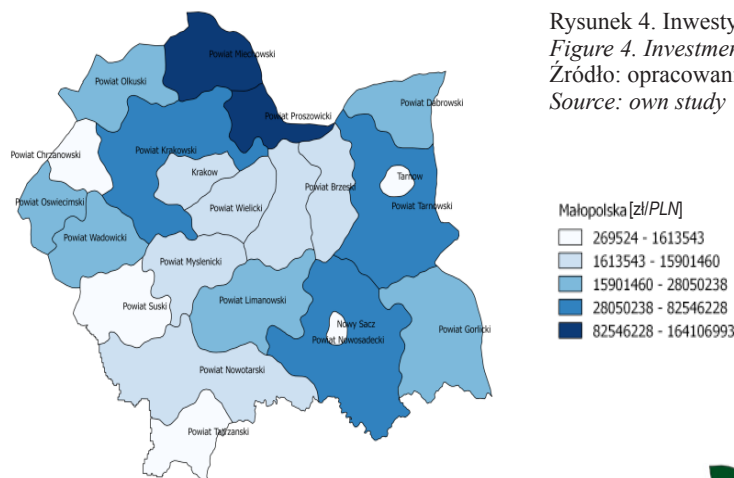 Rysunek 4. Inwesty
Figure 4. Investmen
Źródło: opracowani
Source: own study
Powiat Miechowski
Powiat Olkuski
Powiat Dabrowski
Powiat Proszowicki
Powiat Krakowski
Powiat Chrzanowski
Krakow
Tarnow
Powiat Brzeski
Powiat Oswiecimski
Powiat Tarnowski
Powiat Wielicki
Powiat Wadowicki
Powiat Myslenicki
Powiat Suski
Powiat Limanowski
Nowy Sacz
Powiat Gorlicki
Powiat Nowosadecki
Powiat Nowotarski
Powiat Tatrzanski
Małopolska [zł/PLN]
269524 - 1613543
1613543 - 15901460
15901460 - 28050238
28050238 - 82546228
82546228 - 164106993